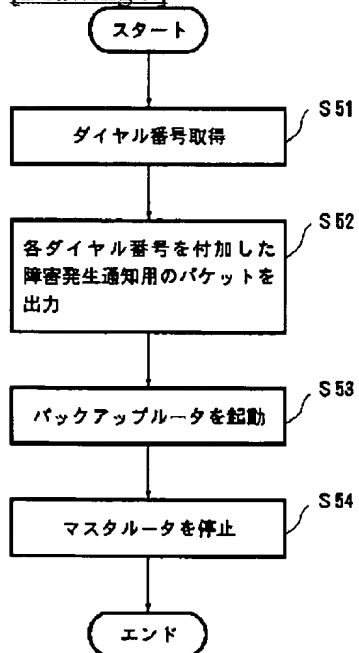 スタート
S51
ダイヤル番号取得
S52
各ダイヤル番号を付加した
障害発生通知用のパケットを
出力
S53
バックアップルータを起動
S54
マスタルータを停止
エンド